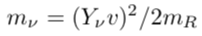 m_ν = (Y_ν v)²/2m_R